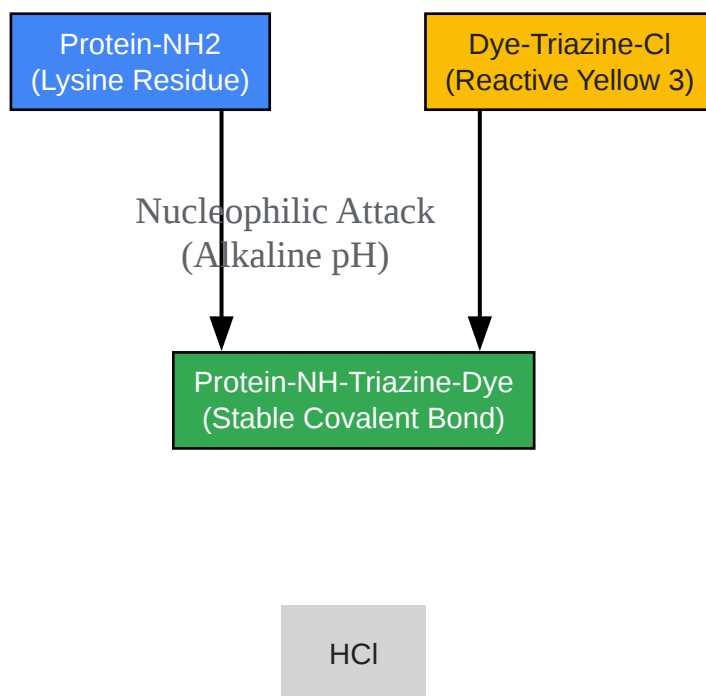 Protein-NH2
(Lysine Residue)
Dye-Triazine-Cl
(Reactive Yellow 3)
Nucleophilic Attack
(Alkaline pH)
Protein-NH-Triazine-Dye
(Stable Covalent Bond)
HCl